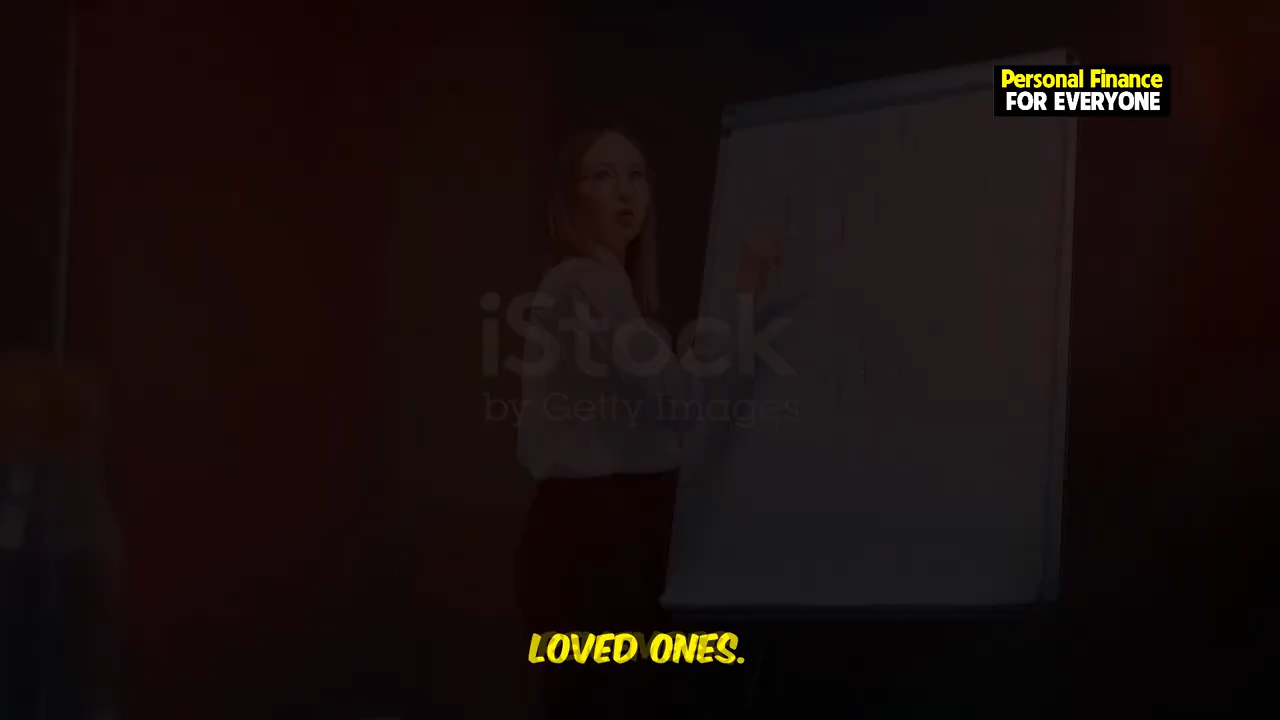 Personal Finance
FOR EVERYONE
iStock
by Getty Images
LOVED ONES.